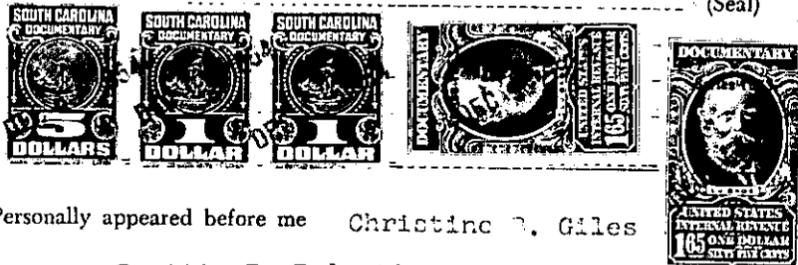 (Seal)
SOUTH CAROLINA
DOCUMENTARY
5
DOLLARS
SOUTH CAROLINA
DOCUMENTARY
1
DOLLAR
SOUTH CAROLINA
DOCUMENTARY
1
DOLLAR
DOCUMENTARY
UNITED STATES
INTERNAL REVENUE
165 ONE DOLLAR
SIXTY FIVE CENTS
DOCUMENTARY
UNITED STATES
INTERNAL REVENUE
165 ONE DOLLAR
SIXTY FIVE CENTS
Personally appeared before me Christine Giles